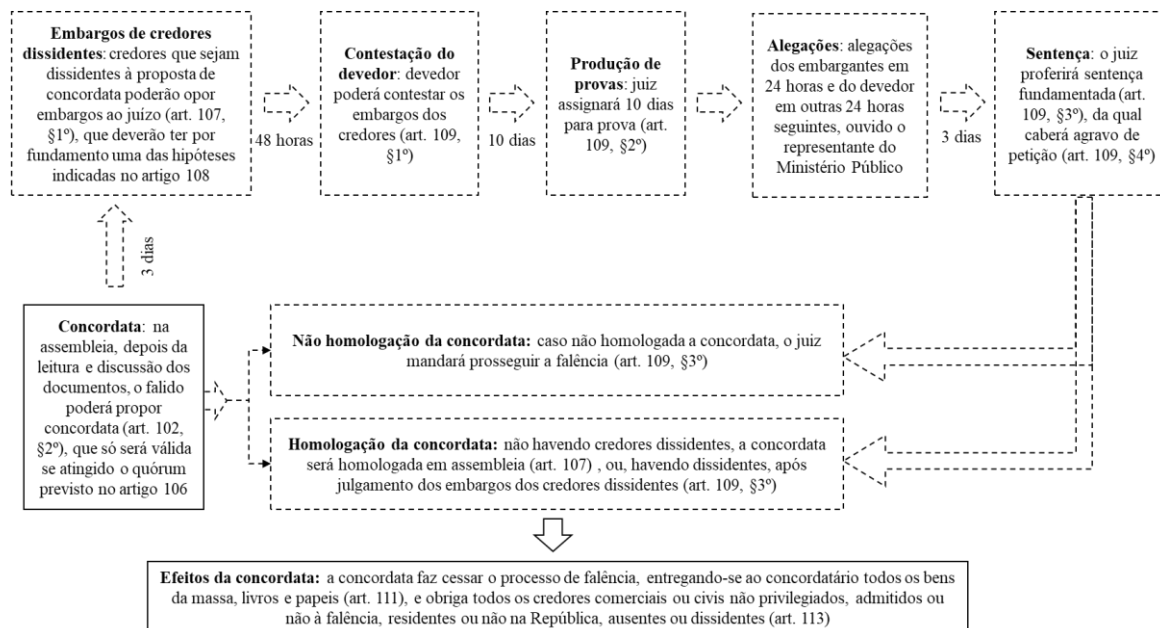 Embargos de credores
dissidentes: credores que sejam
dissidentes à proposta de
concordata poderão opor
embargos ao juízo (art. 107,
§1º), que deverão ter por
fundamento uma das hipóteses
indicadas no artigo 108
48 horas
Contestação do
devedor: devedor
poderá contestar os
embargos dos
credores (art. 109,
§1º)
10 dias
Produção de
provas: juiz
assignará 10 dias
para prova (art.
109, §2º)
Alegações: alegações
dos embargantes em
24 horas e do devedor
em outras 24 horas
seguintes, ouvido o
representante do
Ministério Público
3 dias
Sentença: o juiz
proferirá sentença
fundamentada (art.
109, §3º), da qual
caberá agravo de
petição (art. 109, §4º)
3 dias
Concordata: na
assembleia, depois da
leitura e discussão dos
documentos, o falido
poderá propor
concordata (art. 102,
§2º), que só será válida
se atingido o quórum
previsto no artigo 106
Não homologação da concordata: caso não homologada a concordata, o juiz
mandará prosseguir a falência (art. 109, §3º)
Homologação da concordata: não havendo credores dissidentes, a concordata
será homologada em assembleia (art. 107) , ou, havendo dissidentes, após
julgamento dos embargos dos credores dissidentes (art. 109, §3º)
Efeitos da concordata: a concordata faz cessar o processo de falência, entregando-se ao concordatário todos os bens
da massa, livros e papeis (art. 111), e obriga todos os credores comerciais ou civis não privilegiados, admitidos ou
não à falência, residentes ou não na República, ausentes ou dissidentes (art. 113)